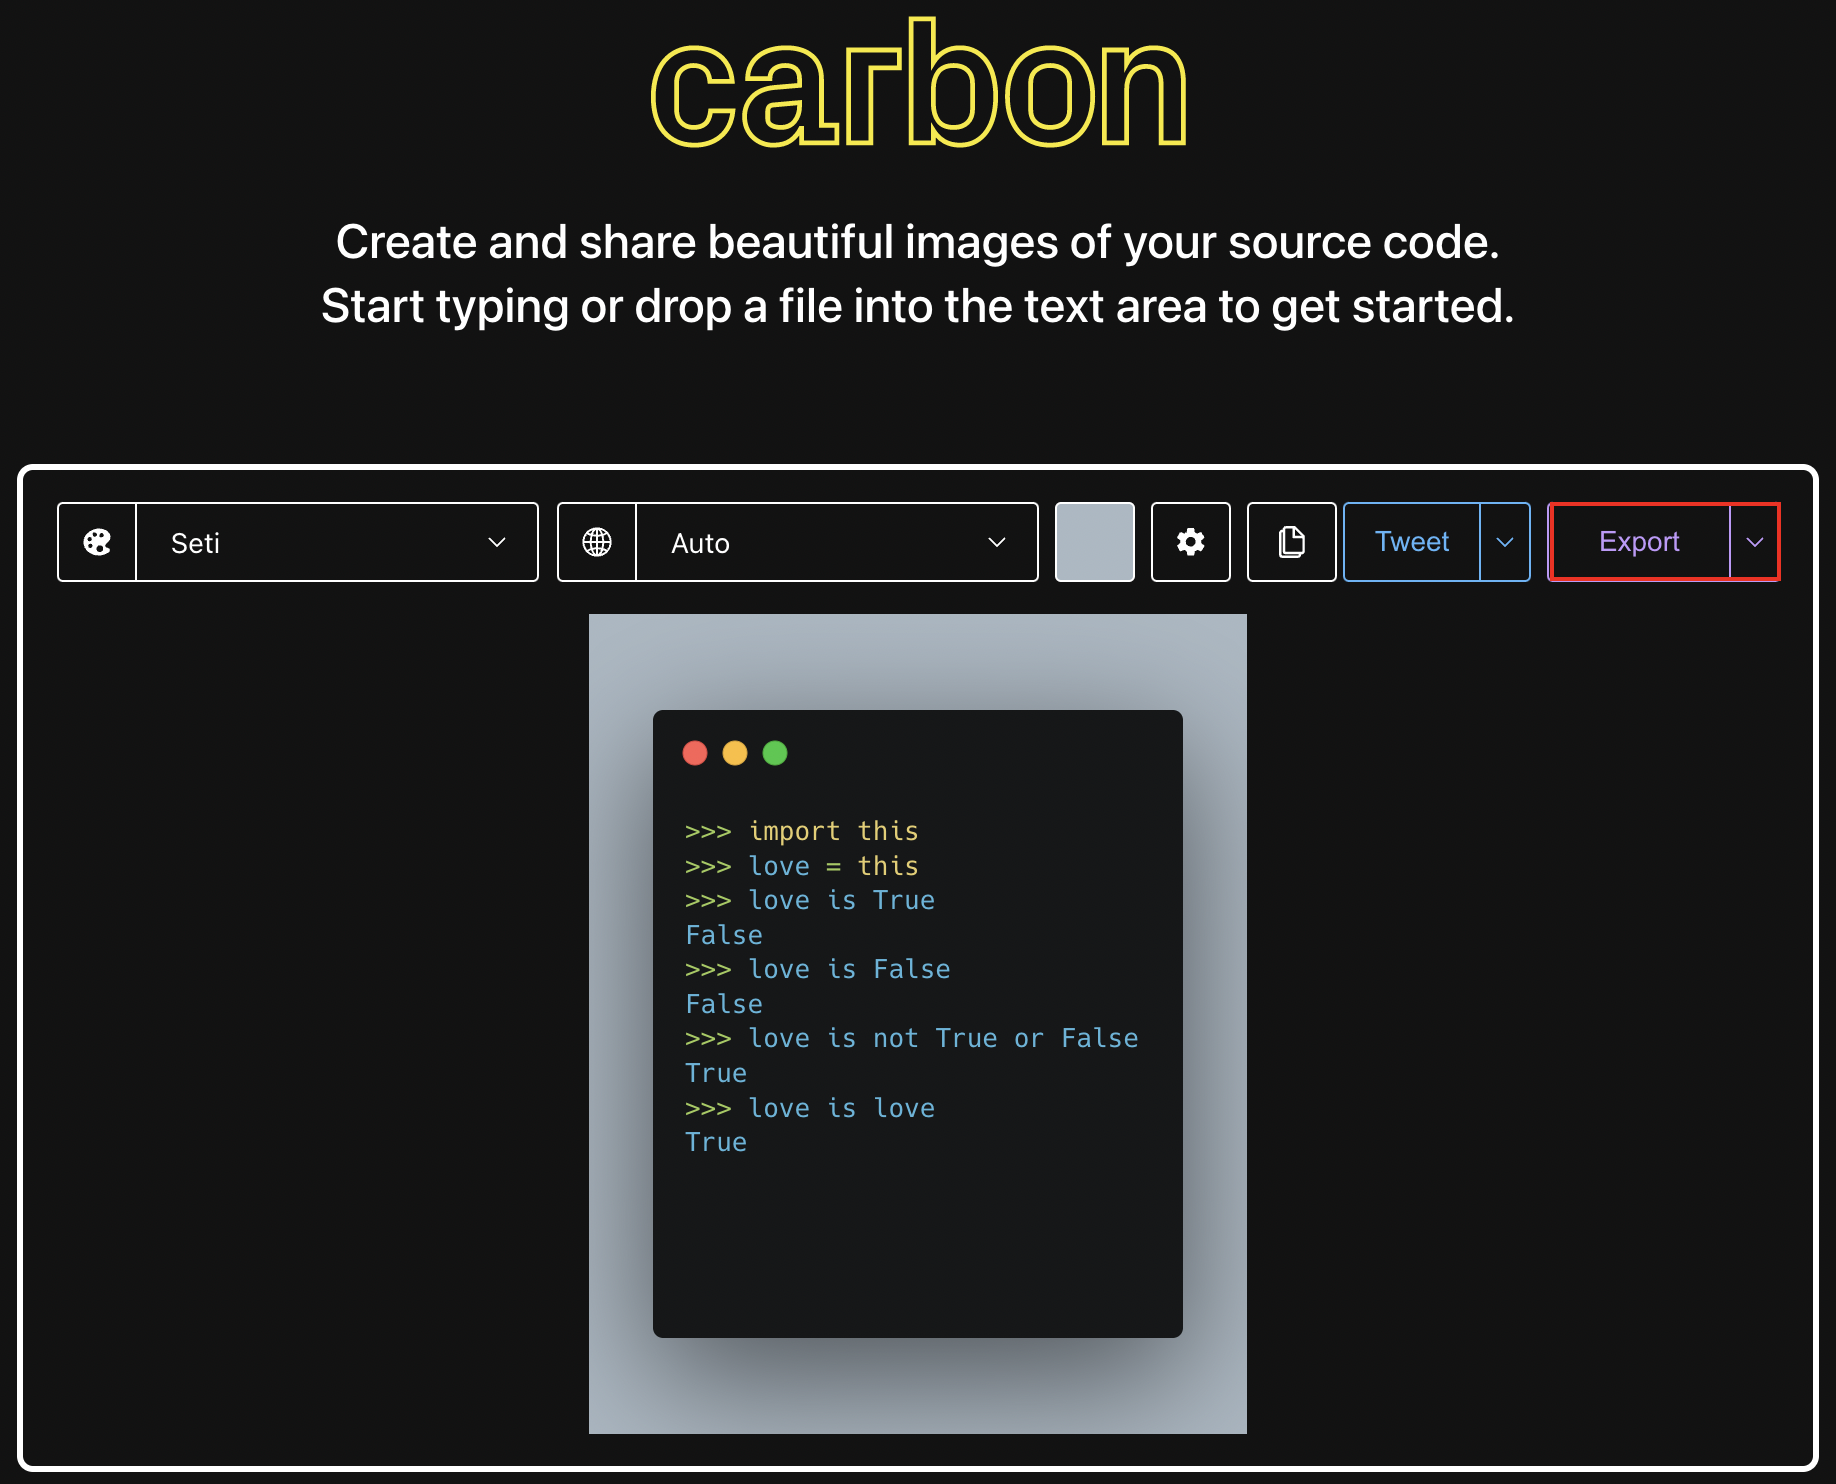 carbon
Create and share beautiful images of your source code.
Start typing or drop a file into the text area to get started.
Seti
Auto
Tweet
Export
>>> import this
>>> love = this
>>> love is True
False
>>> love is False
False
>>> love is not True or False
True
>>> love is love
True